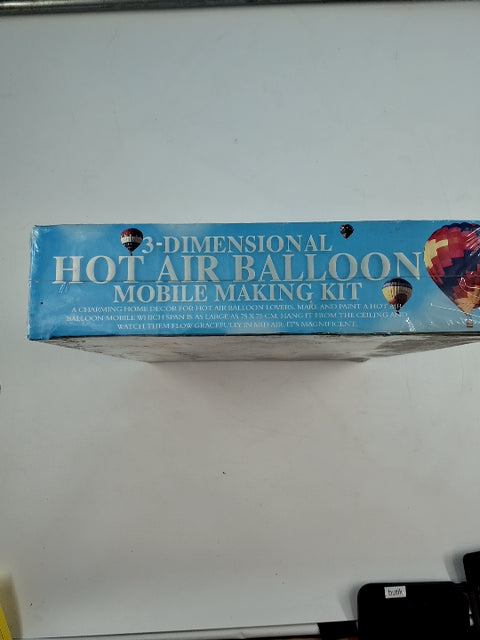 3-DIMENSIONAL
HOT AIR BALLOON
MOBILE MAKING KIT
A CHARMING HOME DECOR FOR HOT AIR BALLOON LOVERS. MAKE AND PAINT A HOT AIR
BALLOON MOBILE WHICH SPAN IS AS LARGE AS 75 X 75 CM. HANG IT FROM THE CEILING AND
WATCH THEM FLOW GRACEFULLY IN MID AIR. IT'S MAGNIFICENT.
butik